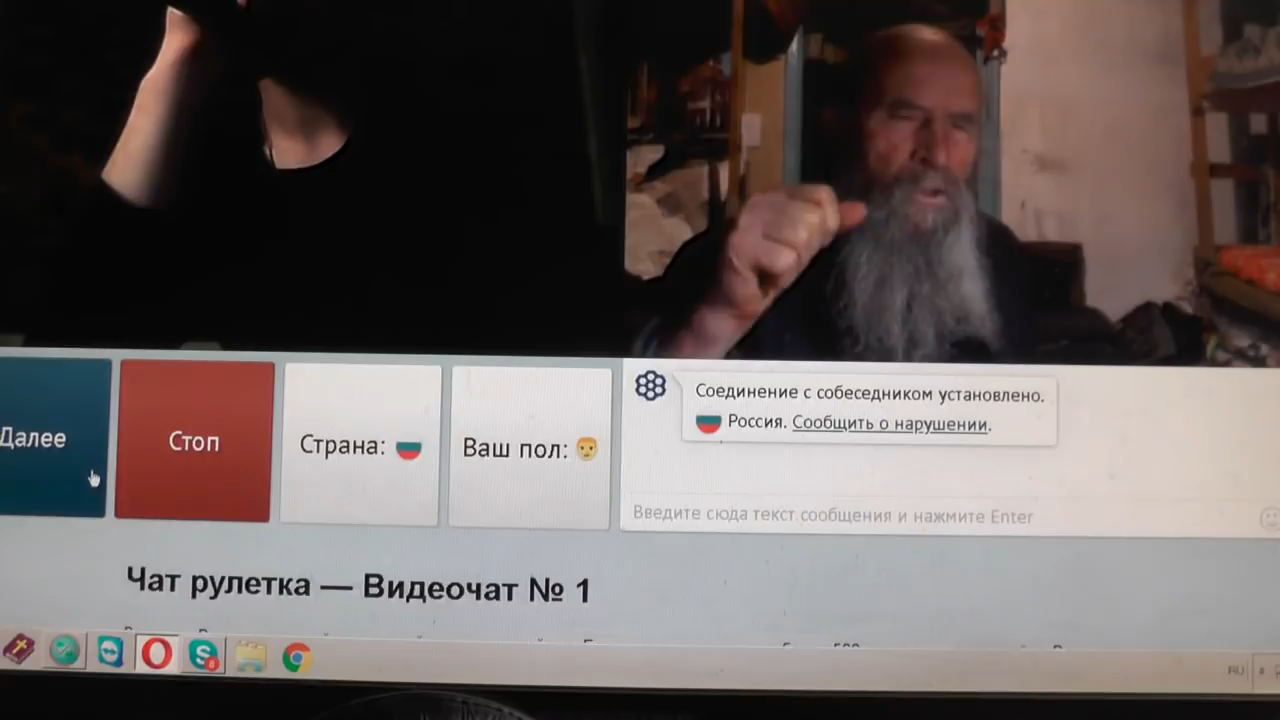 Далее
Стоп
Страна:
Ваш пол:
Соединение с собеседником установлено.
Россия. Сообщить о нарушении.
Введите сюда текст сообщения и нажмите Enter
Чат рулетка — Видеочат № 1
RU